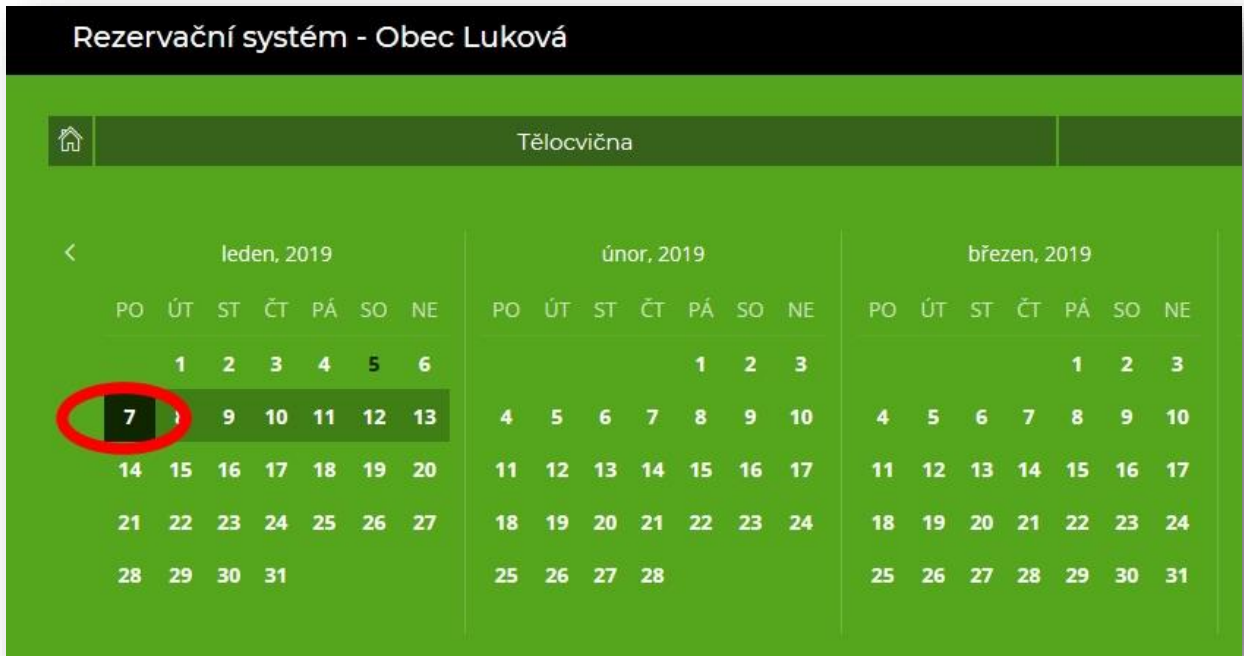 Rezervační systém - Obec Luková
Tělocvična
leden, 2019
PO ÚT ST ČT PÁ SO NE
1 2 3 4 5 6
7 8 9 10 11 12 13
14 15 16 17 18 19 20
21 22 23 24 25 26 27
28 29 30 31
únor, 2019
PO ÚT ST ČT PÁ SO NE
1 2 3
4 5 6 7 8 9 10
11 12 13 14 15 16 17
18 19 20 21 22 23 24
25 26 27 28
březen, 2019
PO ÚT ST ČT PÁ SO NE
1 2 3
4 5 6 7 8 9 10
11 12 13 14 15 16 17
18 19 20 21 22 23 24
25 26 27 28 29 30 31